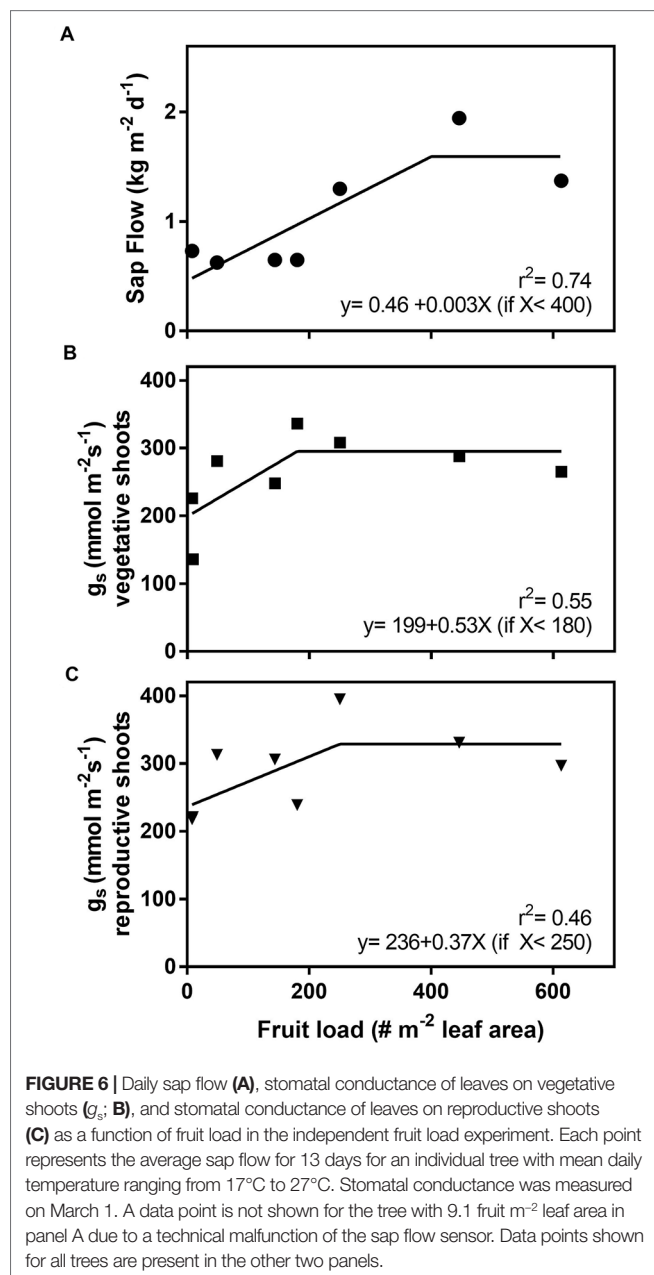 A
Sap Flow (kg m⁻² d⁻¹)
2
1
0
r²= 0.74
y= 0.46 +0.003X (if X< 400)
B
gₛ (mmol m⁻²s⁻¹)
vegetative shoots
400
300
200
100
0
r²= 0.55
y= 199+0.53X (if X< 180)
C
gₛ (mmol m⁻²s⁻¹)
reproductive shoots
400
300
200
100
0
r²= 0.46
y= 236+0.37X (if X< 250)
0 200 400 600
Fruit load (# m⁻² leaf area)
FIGURE 6 | Daily sap flow (A), stomatal conductance of leaves on vegetative
shoots (gₛ; B), and stomatal conductance of leaves on reproductive shoots
(C) as a function of fruit load in the independent fruit load experiment. Each point
represents the average sap flow for 13 days for an individual tree with mean daily
temperature ranging from 17°C to 27°C. Stomatal conductance was measured
on March 1. A data point is not shown for the tree with 9.1 fruit m⁻² leaf area in
panel A due to a technical malfunction of the sap flow sensor. Data points shown
for all trees are present in the other two panels.